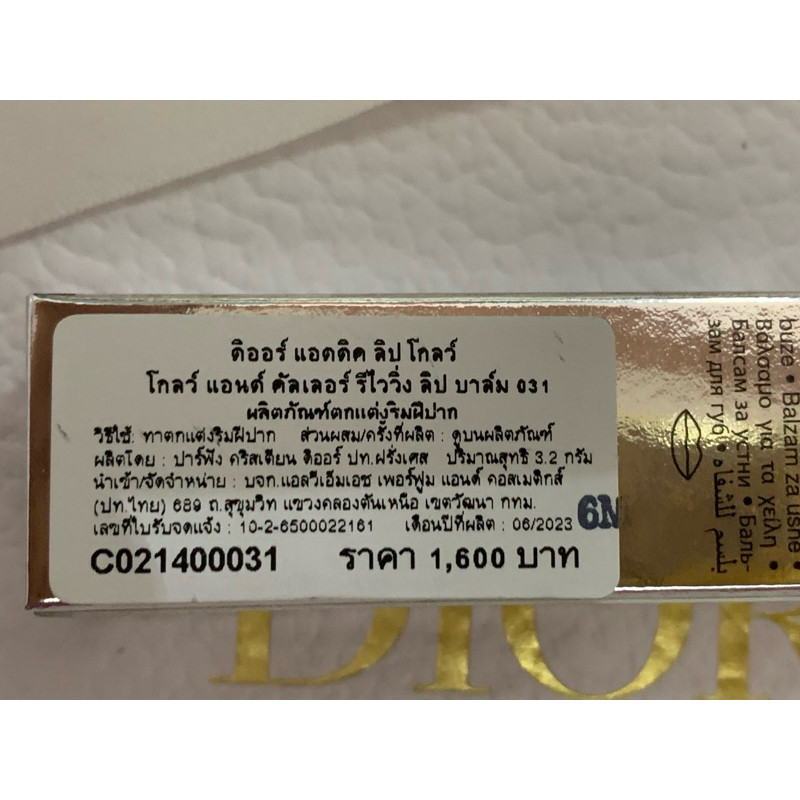 ดิออร์ แอดดิค ลิป โกลว์
โกลว์ แอนด์ คัลเลอร์ รีไววิ่ง ลิป บาล์ม 031
ผลิตภัณฑ์ตกแต่งริมฝีปาก
วิธีใช้: ทาตกแต่งริมฝีปาก ส่วนผสม/ครั้งที่ผลิต : ดูบนผลิตภัณฑ์
ผลิตโดย : ปาร์ฟัง คริสเตียน ดิออร์ ปท.ฝรั่งเศส ปริมาณสุทธิ 3.2 กรัม
นำเข้า/จัดจำหน่าย : บจก.แอลวีเอ็มเอช เพอร์ฟูม แอนด์ คอสเมติกส์
(ปท.ไทย) 689 ถ.สุขุมวิท แขวงคลองตันเหนือ เขตวัฒนา กทม.
เลขที่ใบรับจดแจ้ง : 10-2-6500022161 เดือนปีที่ผลิต : 06/2023
6N
C021400031 ราคา 1,600 บาท
buze • Balzam za usne •
Βάλσαμο για τα χείλη •
Балсам за устни • Баль-
зам для губ • بلسم للشفاه
DIOR